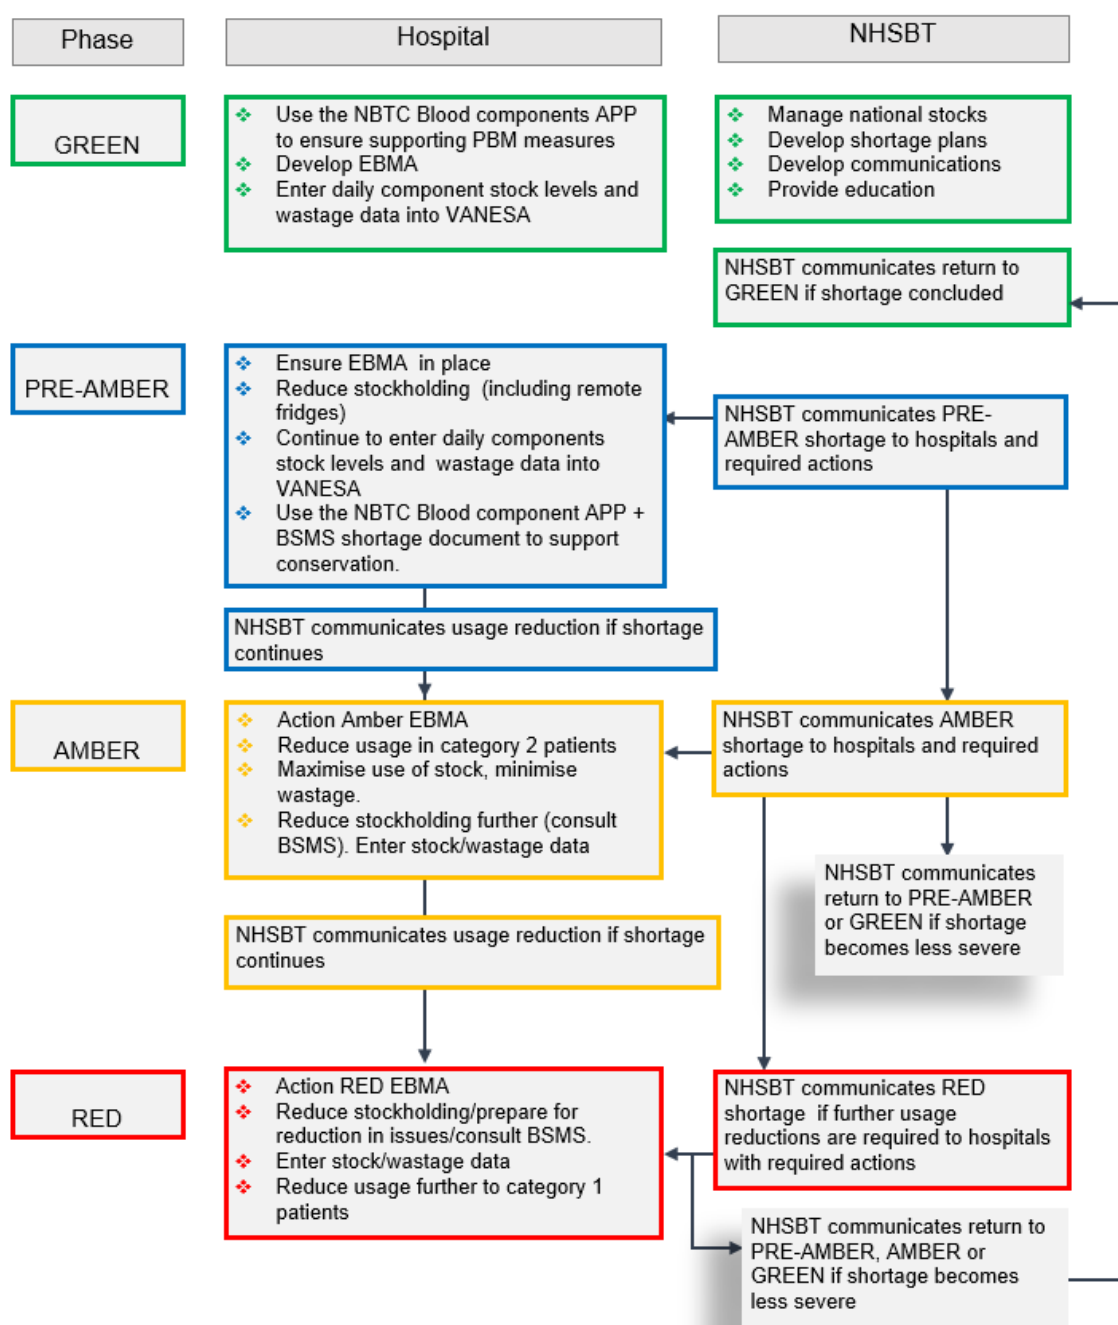 Phase
Hospital
NHSBT
GREEN
Use the NBTC Blood components APP
to ensure supporting PBM measures
Develop EBMA
Enter daily component stock levels and
wastage data into VANESA
Manage national stocks
Develop shortage plans
Develop communications
Provide education
NHSBT communicates return to
GREEN if shortage concluded
PRE-AMBER
Ensure EBMA in place
Reduce stockholding (including remote
fridges)
Continue to enter daily components
stock levels and wastage data into
VANESA
Use the NBTC Blood component APP +
BSMS shortage document to support
conservation.
NHSBT communicates PRE-
AMBER shortage to hospitals and
required actions
NHSBT communicates usage reduction if shortage
continues
AMBER
Action Amber EBMA
Reduce usage in category 2 patients
Maximise use of stock, minimise
wastage.
Reduce stockholding further (consult
BSMS). Enter stock/wastage data
NHSBT communicates AMBER
shortage to hospitals and required
actions
NHSBT communicates
return to PRE-AMBER
or GREEN if shortage
becomes less severe
NHSBT communicates usage reduction if shortage
continues
RED
Action RED EBMA
Reduce stockholding/prepare for
reduction in issues/consult BSMS.
Enter stock/wastage data
Reduce usage further to category 1
patients
NHSBT communicates RED
shortage if further usage
reductions are required to hospitals
with required actions
NHSBT communicates return to
PRE-AMBER, AMBER or
GREEN if shortage becomes
less severe